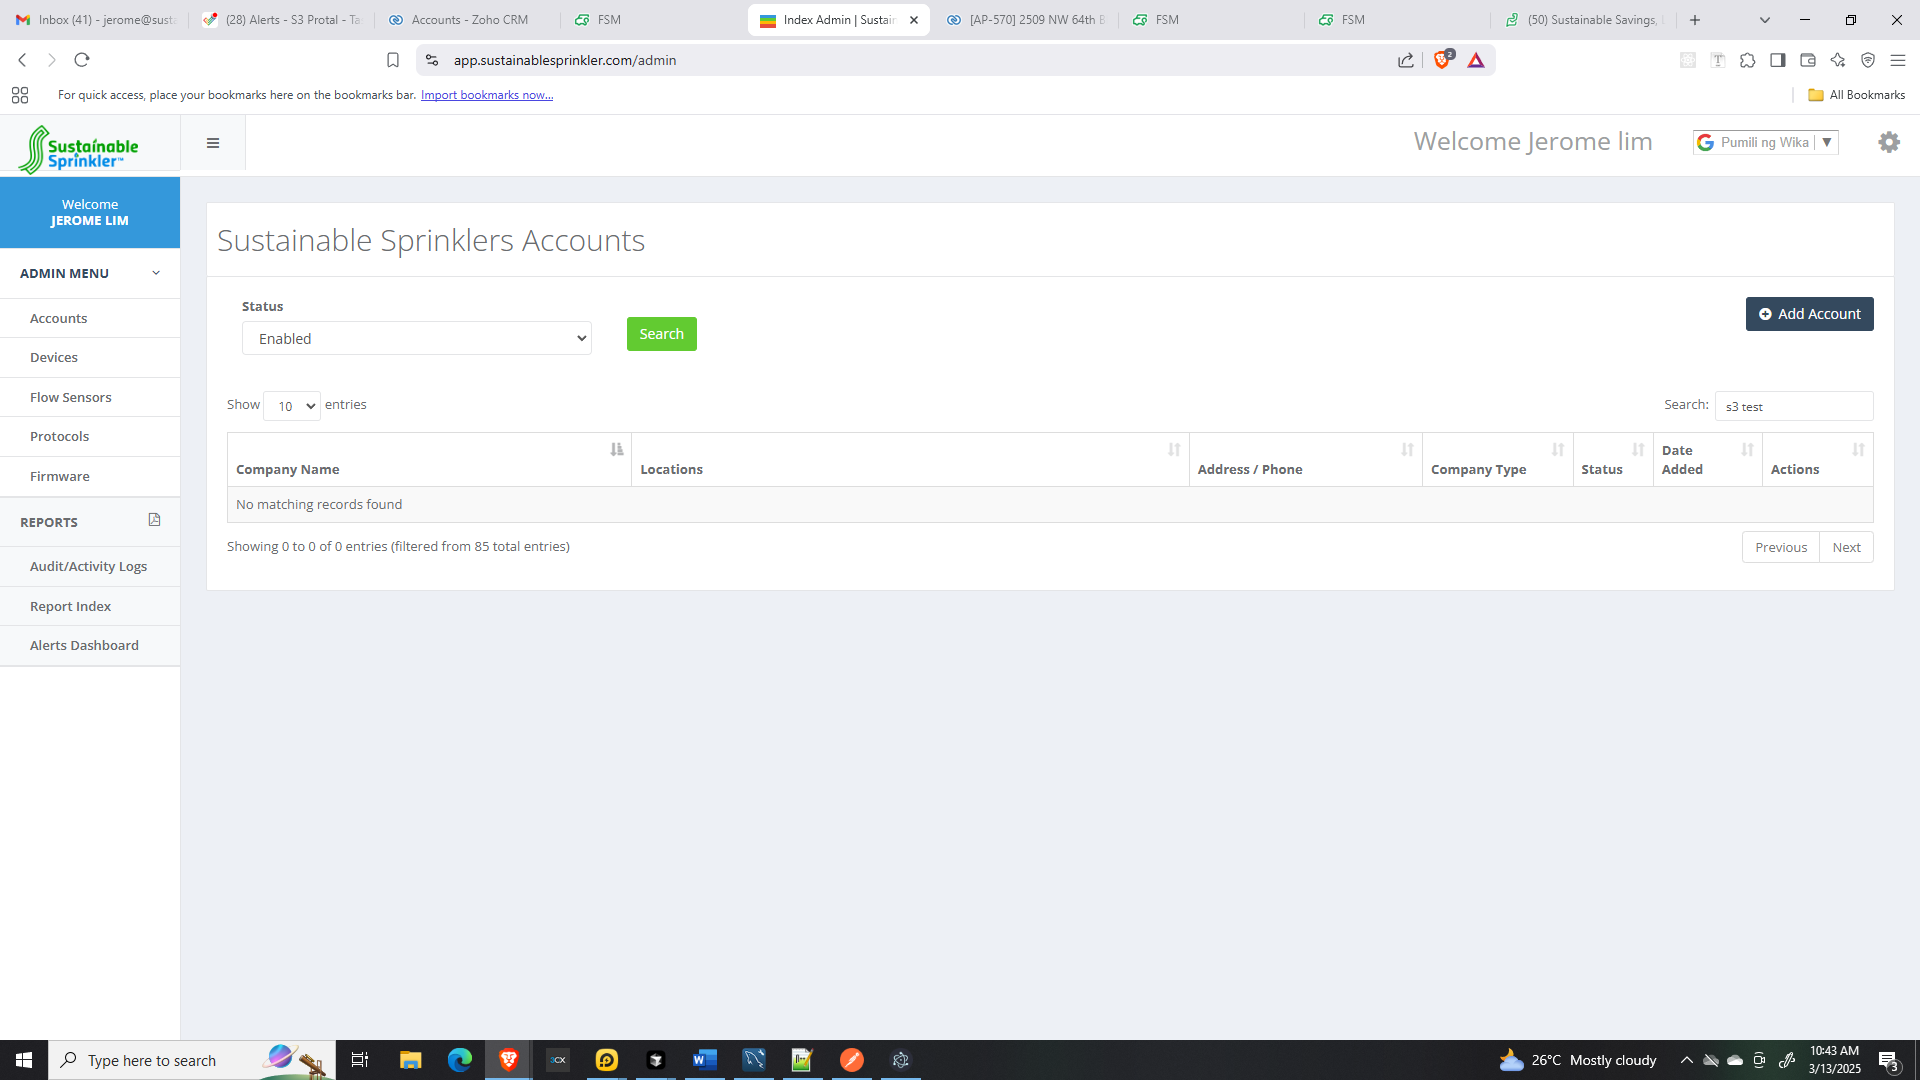 Inbox (41) - jerome@susta
(28) Alerts - S3 Protal - Ta
Accounts - Zoho CRM
FSM
Index Admin | Sustain
[AP-570] 2509 NW 64th B
FSM
FSM
(50) Sustainable Savings,
app.sustainablesprinkler.com/admin
2
For quick access, place your bookmarks here on the bookmarks bar. Import bookmarks now...
All Bookmarks
Sustainable
Sprinkler™
Welcome Jerome lim
Pumili ng Wika ▼
Welcome
JEROME LIM
ADMIN MENU
Accounts
Devices
Flow Sensors
Protocols
Firmware
REPORTS
Audit/Activity Logs
Report Index
Alerts Dashboard
Sustainable Sprinklers Accounts
Status
Enabled
Search
Add Account
Show 10 entries
Search: s3 test
Company Name
Locations
Address / Phone
Company Type
Status
Date
Added
Actions
No matching records found
Showing 0 to 0 of 0 entries (filtered from 85 total entries)
Previous
Next
Type here to search
26°C Mostly cloudy
10:43 AM
3/13/2025
3